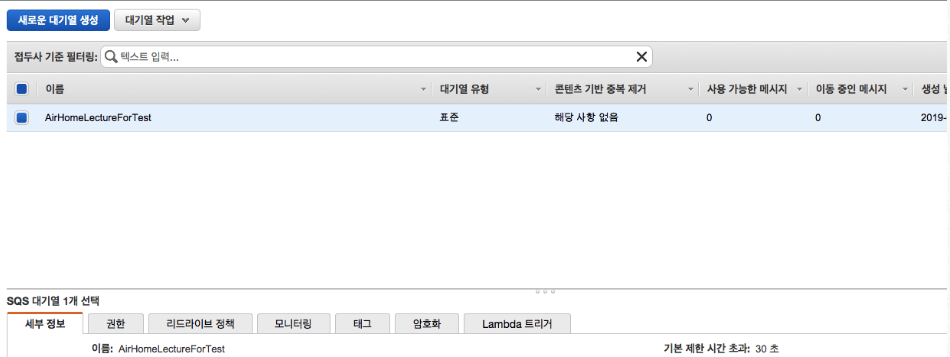 새로운 대기열 생성 대기열 작업
접두사 기준 필터링: 텍스트 입력...
이름 대기열 유형 콘텐츠 기반 중복 제거 사용 가능한 메시지 이동 중인 메시지 생성
AirHomeLectureForTest 표준 해당 사항 없음 0 0 2019-
SQS 대기열 1개 선택
세부 정보 권한 리드라이브 정책 모니터링 태그 암호화 Lambda 트리거
이름: AirHomeLectureForTest 기본 제한 시간 초과: 30 초